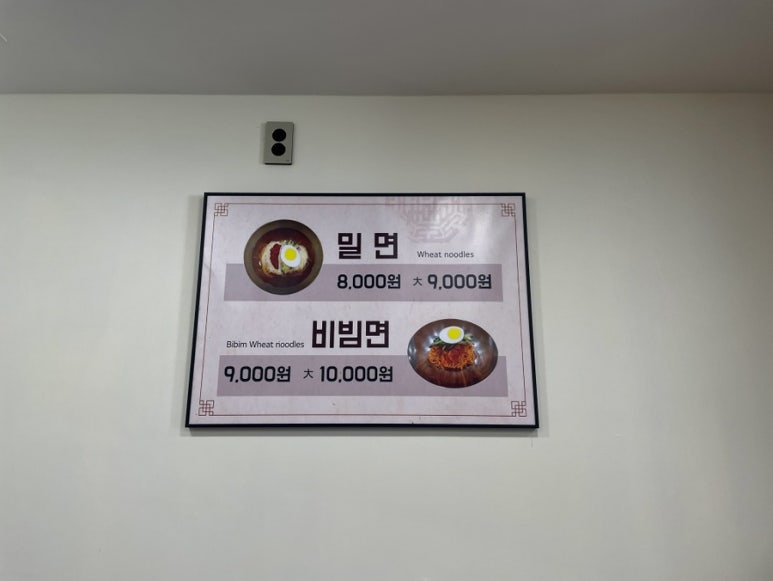 밀 면 Wheat noodles
8,000원 大 9,000원
Bibim Wheat noodles 비빔면
9,000원 大 10,000원